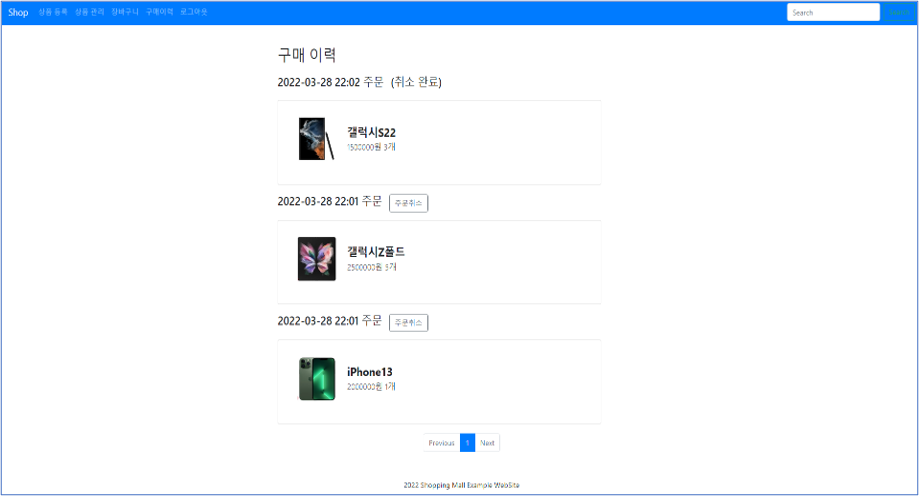 Shop 상품 등록 상품 관리 장바구니 구매이력 로그아웃 Search Search
구매 이력
2022-03-28 22:02 주문 (취소 완료)
갤럭시S22
1500000원 3개
2022-03-28 22:01 주문 주문취소
갤럭시Z폴드
2500000원
2022-03-28 22:01 주문 주문취소
iPhone13
2000000원 1개
Previous 1 Next
2022 Shopping Mall Example WebSite